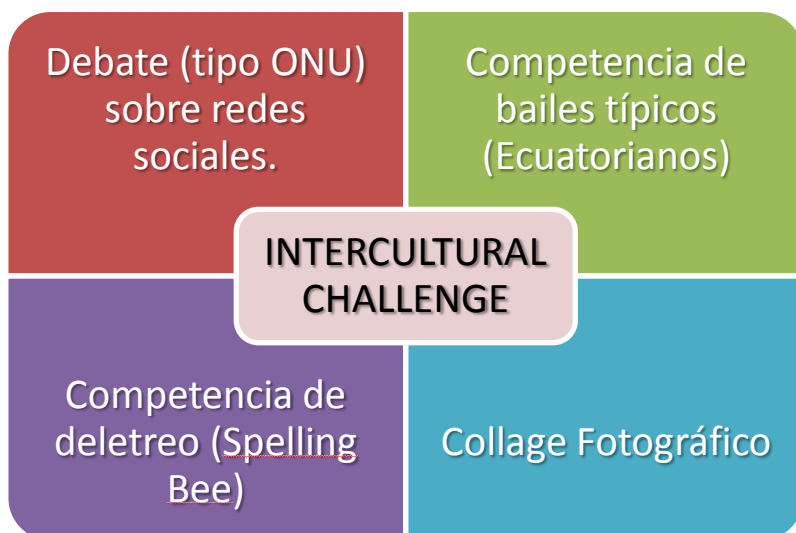 Debate (tipo ONU)
sobre redes
sociales.
Competencia de
bailes típicos
(Ecuatorianos)
INTERCULTURAL
CHALLENGE
Competencia de
deletreo (Spelling
Bee)
Collage Fotográfico